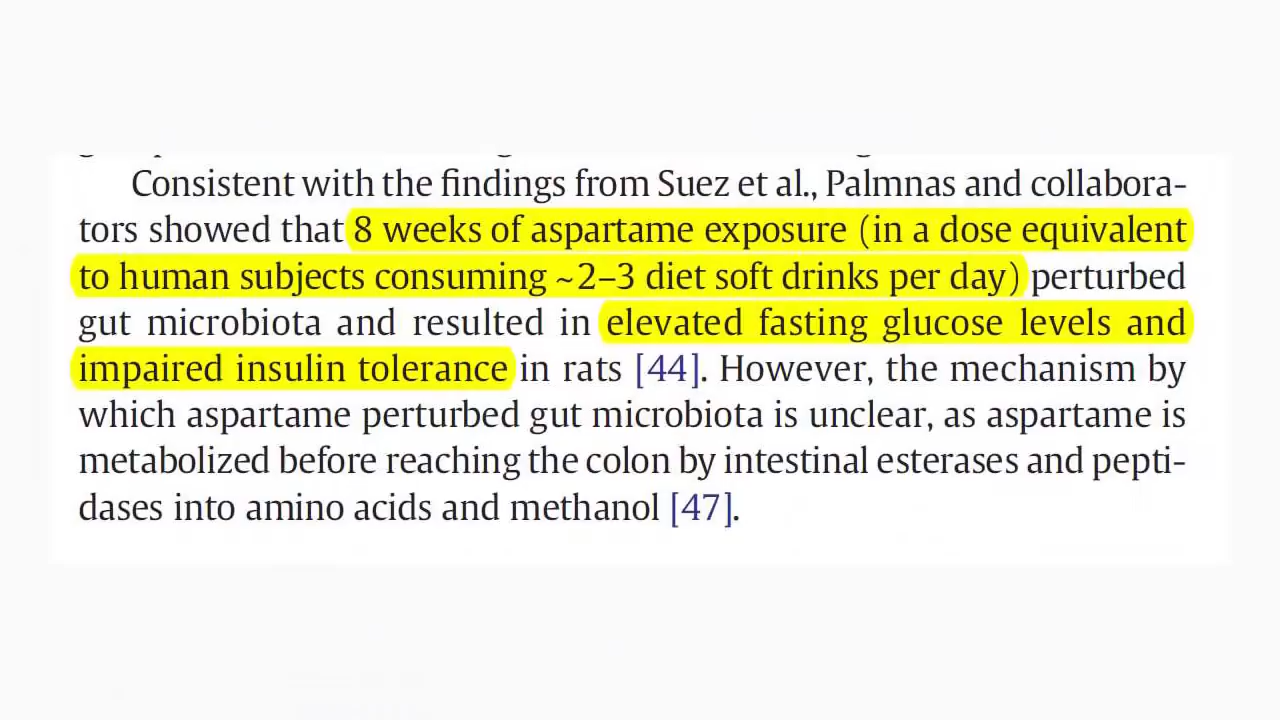 Consistent with the findings from Suez et al., Palmnas and collabora-
tors showed that 8 weeks of aspartame exposure (in a dose equivalent
to human subjects consuming ~2–3 diet soft drinks per day) perturbed
gut microbiota and resulted in elevated fasting glucose levels and
impaired insulin tolerance in rats [44]. However, the mechanism by
which aspartame perturbed gut microbiota is unclear, as aspartame is
metabolized before reaching the colon by intestinal esterases and pepti-
dases into amino acids and methanol [47].